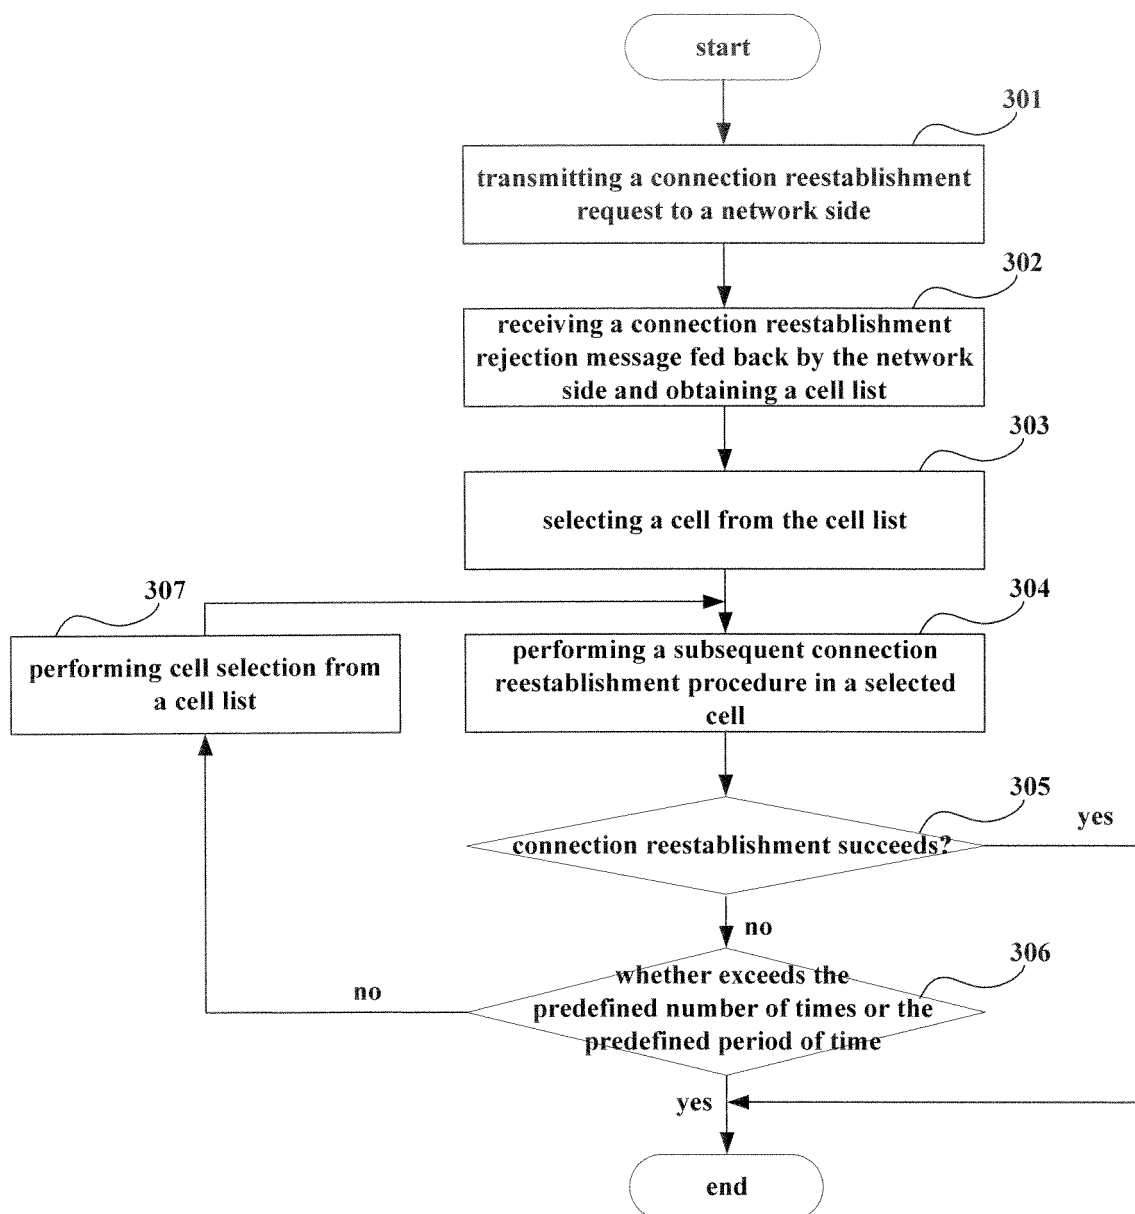 start
301
transmitting a connection reestablishment
request to a network side
302
receiving a connection reestablishment
rejection message fed back by the network
side and obtaining a cell list
303
selecting a cell from the cell list
307
performing cell selection from
a cell list
304
performing a subsequent connection
reestablishment procedure in a selected
cell
305
connection reestablishment succeeds?
yes
no
306
whether exceeds the
predefined number of times or the
predefined period of time
no
yes
end